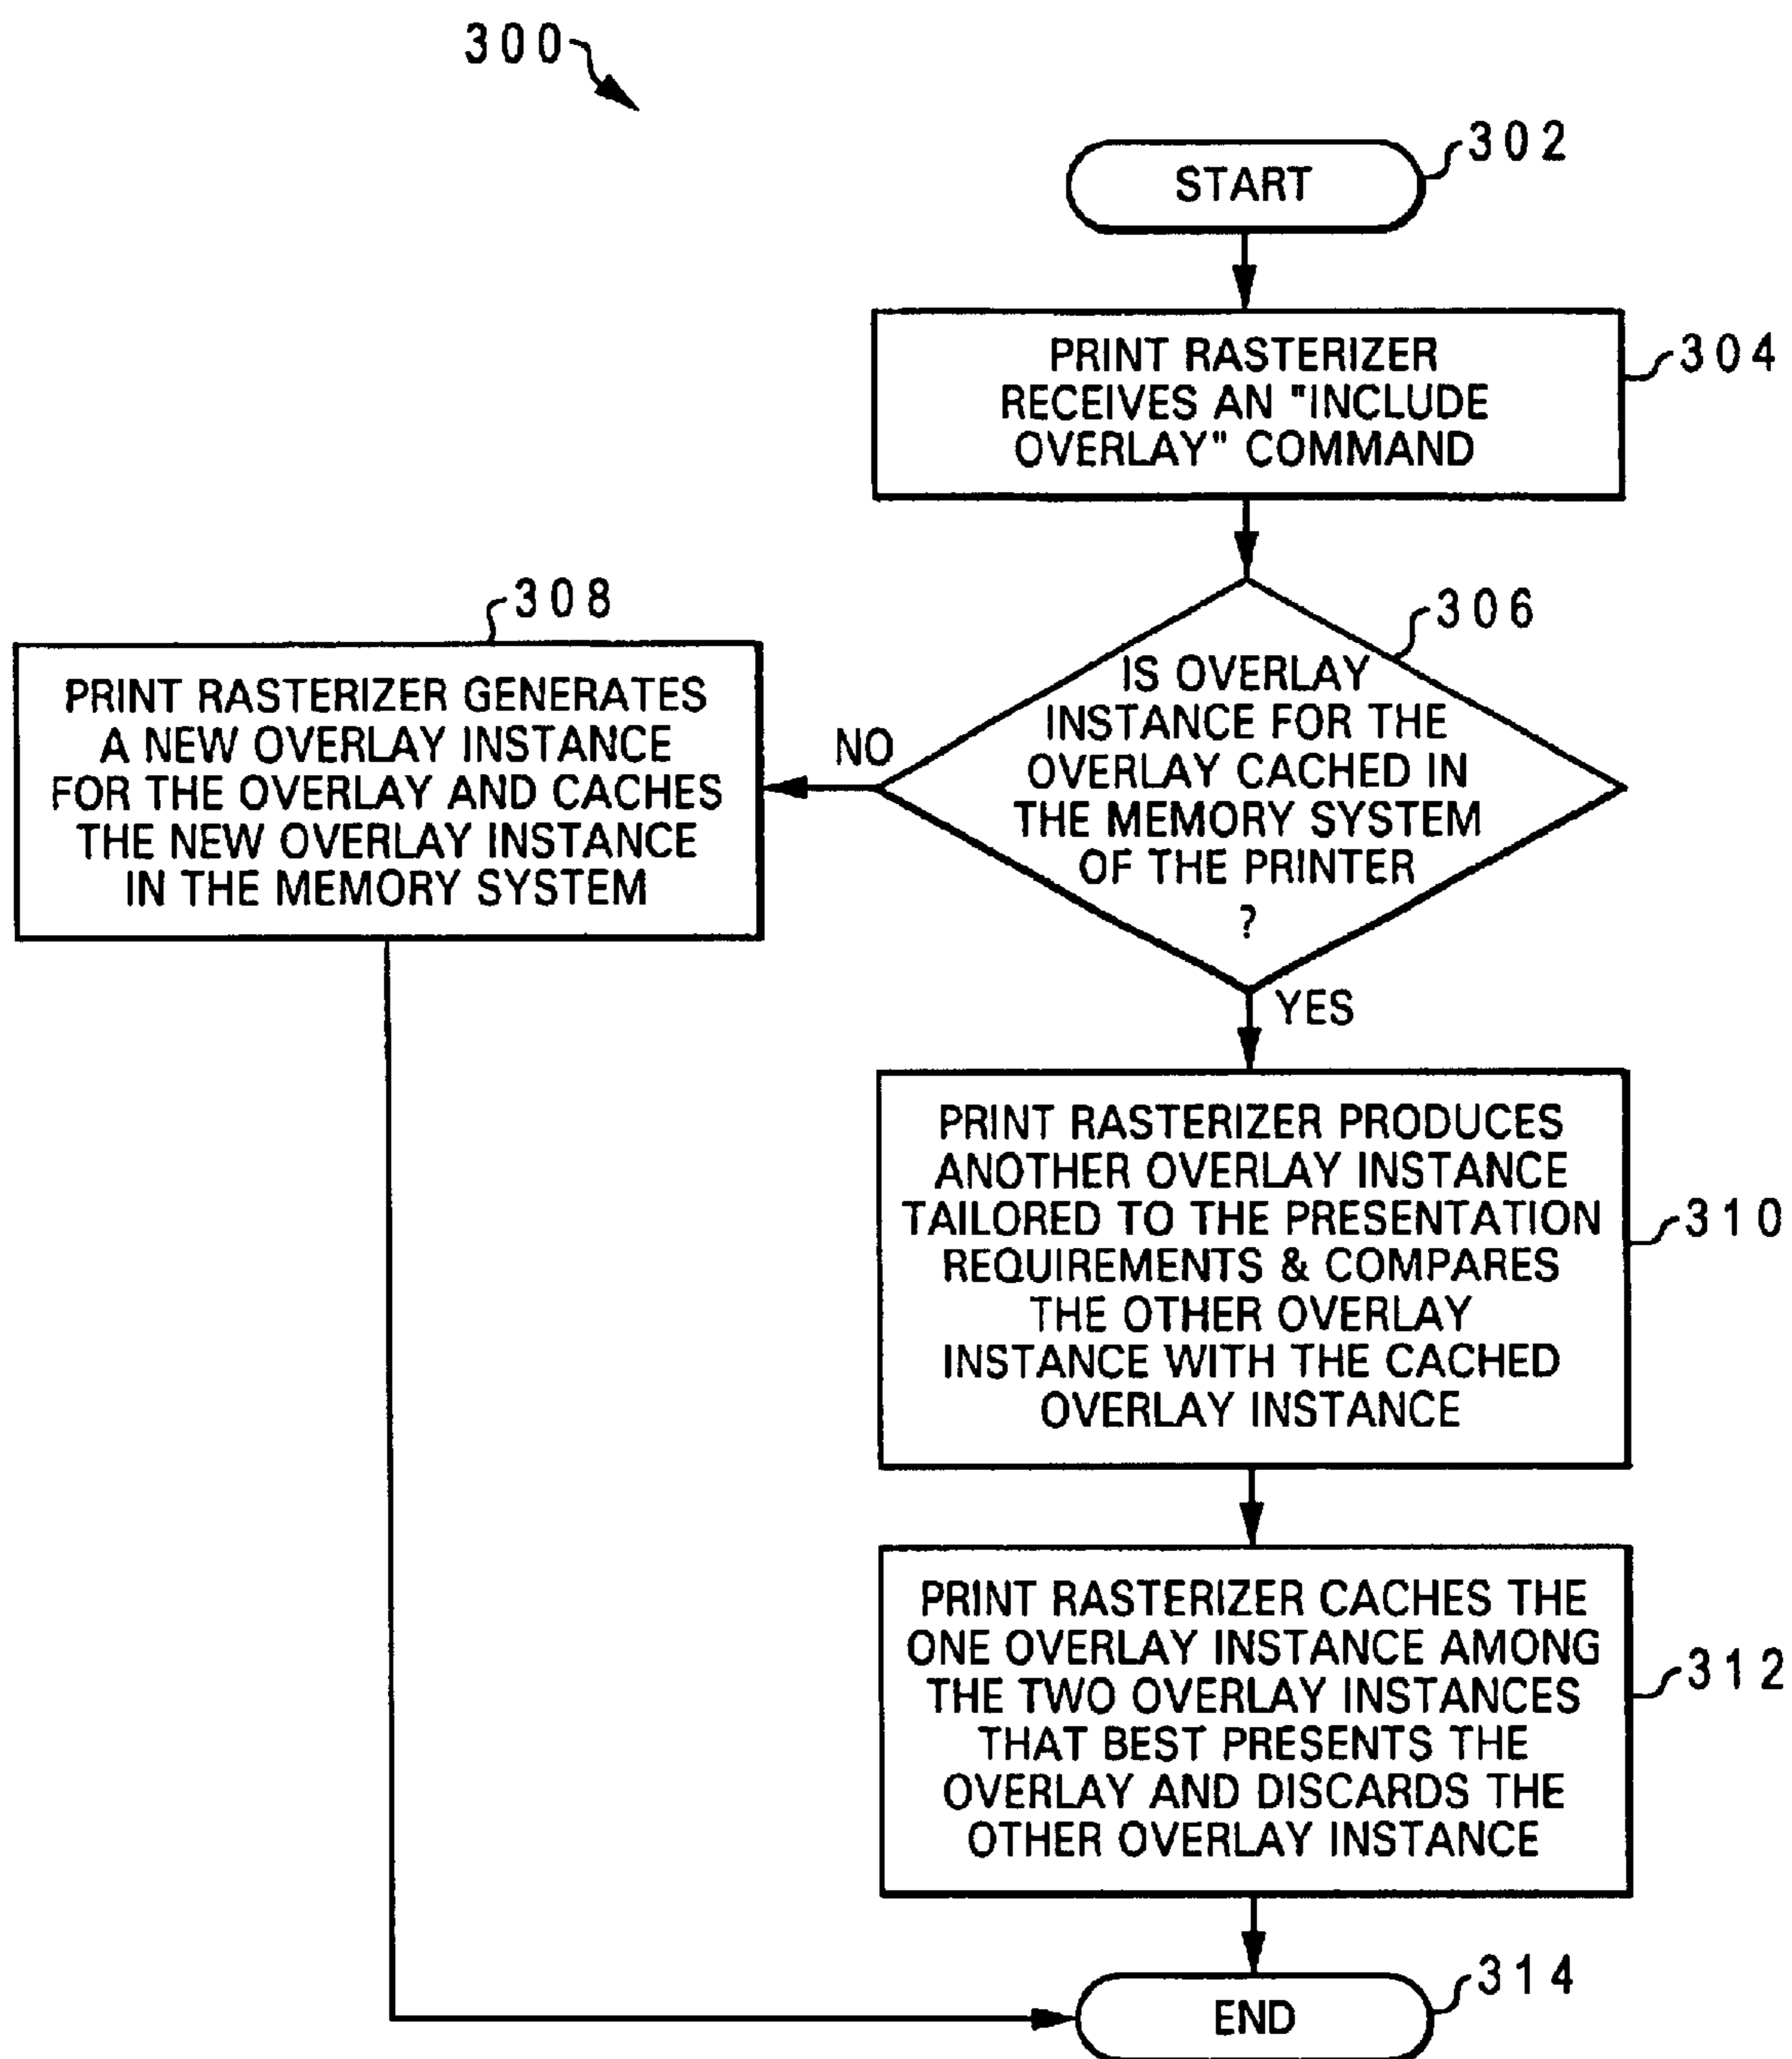 300
302
START
304
PRINT RASTERIZER
RECEIVES AN "INCLUDE
OVERLAY" COMMAND
306
IS OVERLAY
INSTANCE FOR THE
OVERLAY CACHED IN
THE MEMORY SYSTEM
OF THE PRINTER
?
NO
308
PRINT RASTERIZER GENERATES
A NEW OVERLAY INSTANCE
FOR THE OVERLAY AND CACHES
THE NEW OVERLAY INSTANCE
IN THE MEMORY SYSTEM
YES
PRINT RASTERIZER PRODUCES
ANOTHER OVERLAY INSTANCE
TAILORED TO THE PRESENTATION
REQUIREMENTS & COMPARES
THE OTHER OVERLAY
INSTANCE WITH THE CACHED
OVERLAY INSTANCE
310
PRINT RASTERIZER CACHES THE
ONE OVERLAY INSTANCE AMONG
THE TWO OVERLAY INSTANCES
THAT BEST PRESENTS THE
OVERLAY AND DISCARDS THE
OTHER OVERLAY INSTANCE
312
314
END